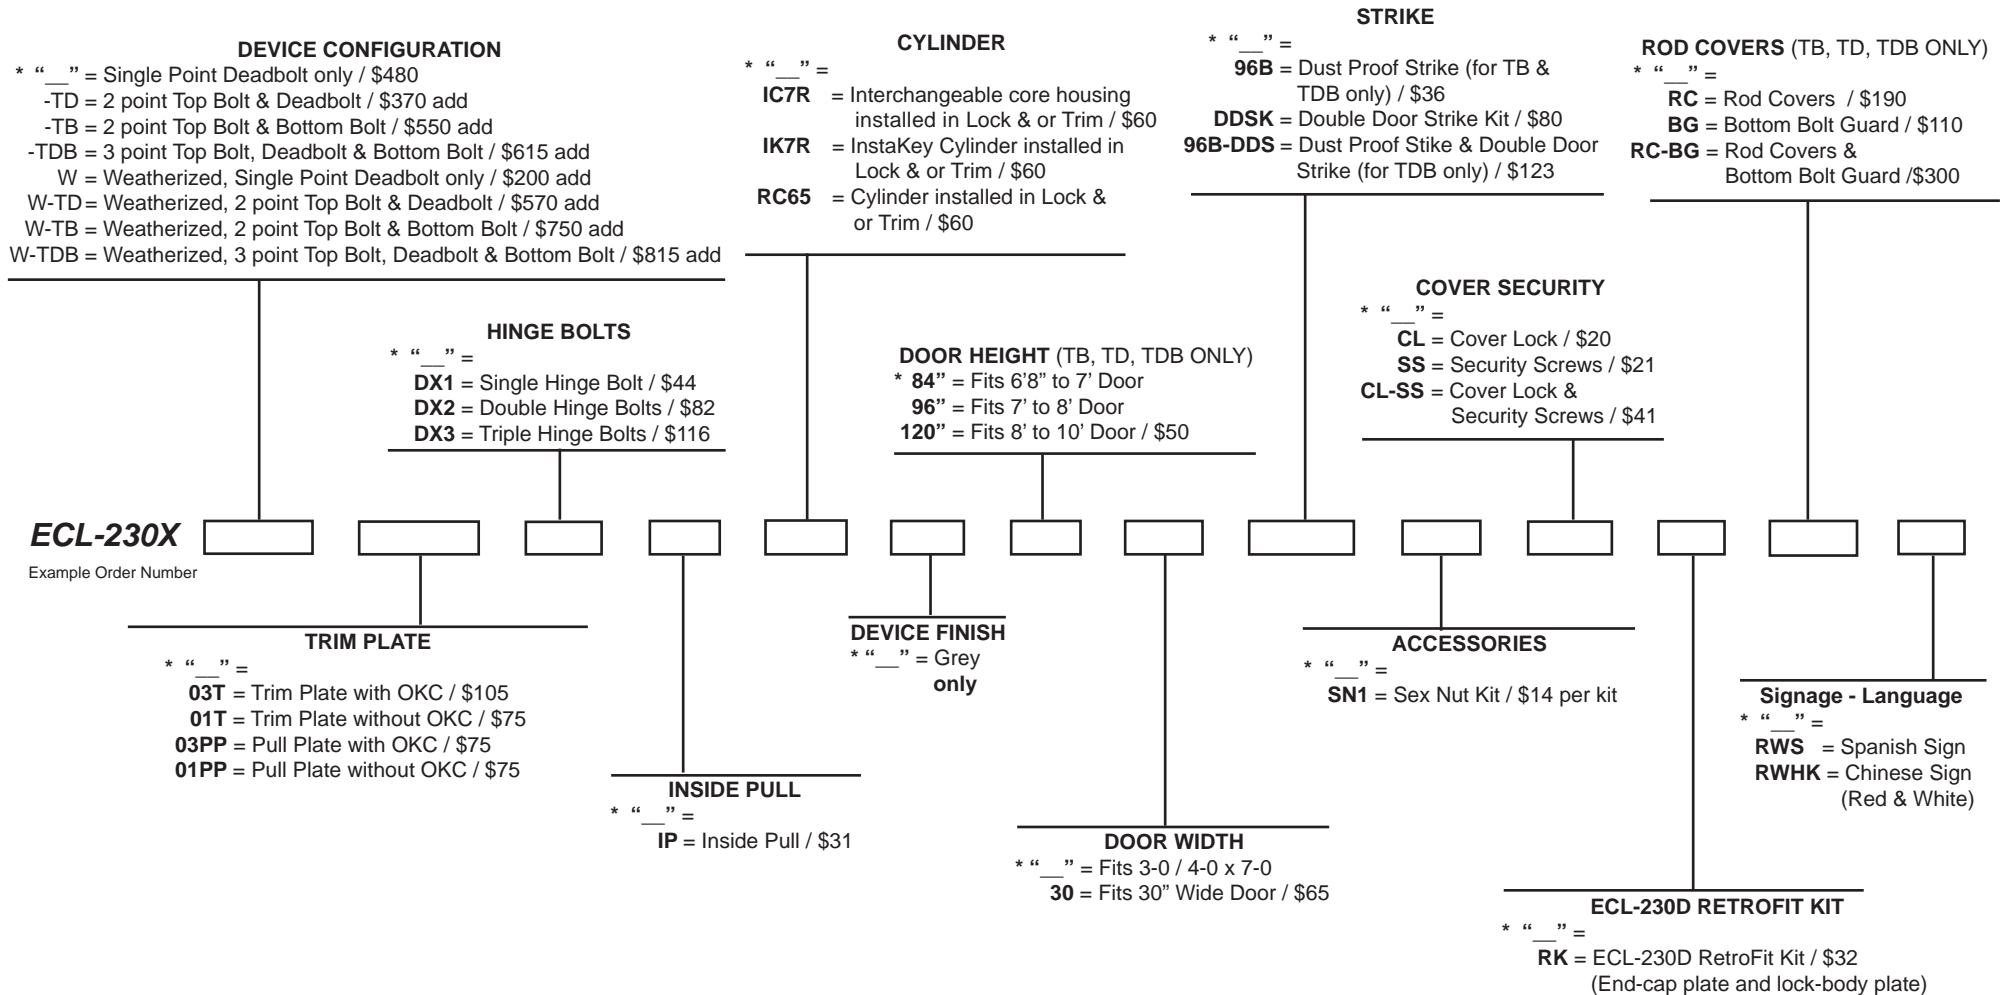 DEVICE CONFIGURATION
* “__” = Single Point Deadbolt only / $480
-TD = 2 point Top Bolt & Deadbolt / $370 add
-TB = 2 point Top Bolt & Bottom Bolt / $550 add
-TDB = 3 point Top Bolt, Deadbolt & Bottom Bolt / $615 add
W = Weatherized, Single Point Deadbolt only / $200 add
W-TD = Weatherized, 2 point Top Bolt & Deadbolt / $570 add
W-TB = Weatherized, 2 point Top Bolt & Bottom Bolt / $750 add
W-TDB = Weatherized, 3 point Top Bolt, Deadbolt & Bottom Bolt / $815 add
CYLINDER
* “__” =
IC7R = Interchangeable core housing
installed in Lock & or Trim / $60
IK7R = InstaKey Cylinder installed in
Lock & or Trim / $60
RC65 = Cylinder installed in Lock &
or Trim / $60
STRIKE
* “__” =
96B = Dust Proof Strike (for TB &
TDB only) / $36
DDSK = Double Door Strike Kit / $80
96B-DDS = Dust Proof Stike & Double Door
Strike (for TDB only) / $123
ROD COVERS (TB, TD, TDB ONLY)
* “__” =
RC = Rod Covers / $190
BG = Bottom Bolt Guard / $110
RC-BG = Rod Covers &
Bottom Bolt Guard /$300
HINGE BOLTS
* “__” =
DX1 = Single Hinge Bolt / $44
DX2 = Double Hinge Bolts / $82
DX3 = Triple Hinge Bolts / $116
DOOR HEIGHT (TB, TD, TDB ONLY)
* 84” = Fits 6’8” to 7’ Door
96” = Fits 7’ to 8’ Door
120” = Fits 8’ to 10’ Door / $50
COVER SECURITY
* “__” =
CL = Cover Lock / $20
SS = Security Screws / $21
CL-SS = Cover Lock &
Security Screws / $41
ECL-230X
Example Order Number
TRIM PLATE
* “__” =
03T = Trim Plate with OKC / $105
01T = Trim Plate without OKC / $75
03PP = Pull Plate with OKC / $75
01PP = Pull Plate without OKC / $75
INSIDE PULL
* “__” =
IP = Inside Pull / $31
DEVICE FINISH
* “__” = Grey
only
DOOR WIDTH
* “__” = Fits 3-0 / 4-0 x 7-0
30 = Fits 30” Wide Door / $65
ACCESSORIES
* “__” =
SN1 = Sex Nut Kit / $14 per kit
ECL-230D RETROFIT KIT
* “__” =
RK = ECL-230D RetroFit Kit / $32
(End-cap plate and lock-body plate)
Signage - Language
* “__” =
RWS = Spanish Sign
RWHK = Chinese Sign
(Red & White)